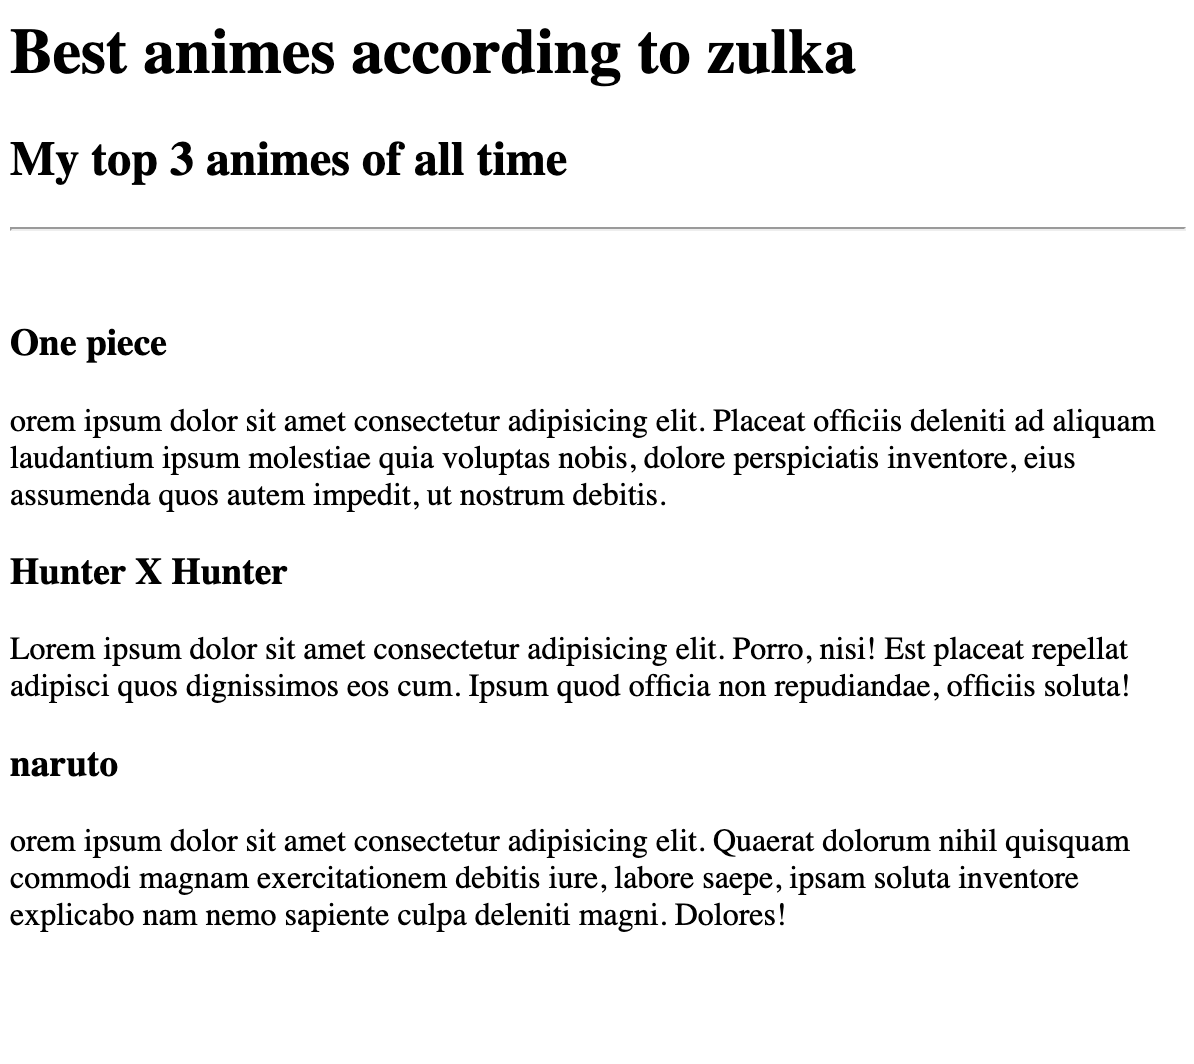 Best animes according to zulka
My top 3 animes of all time
One piece
orem ipsum dolor sit amet consectetur adipisicing elit. Placeat officiis deleniti ad aliquam
laudantium ipsum molestiae quia voluptas nobis, dolore perspiciatis inventore, eius
assumenda quos autem impedit, ut nostrum debitis.
Hunter X Hunter
Lorem ipsum dolor sit amet consectetur adipisicing elit. Porro, nisi! Est placeat repellat
adipisci quos dignissimos eos cum. Ipsum quod officia non repudiandae, officiis soluta!
naruto
orem ipsum dolor sit amet consectetur adipisicing elit. Quaerat dolorum nihil quisquam
commodi magnam exercitationem debitis iure, labore saepe, ipsam soluta inventore
explicabo nam nemo sapiente culpa deleniti magni. Dolores!